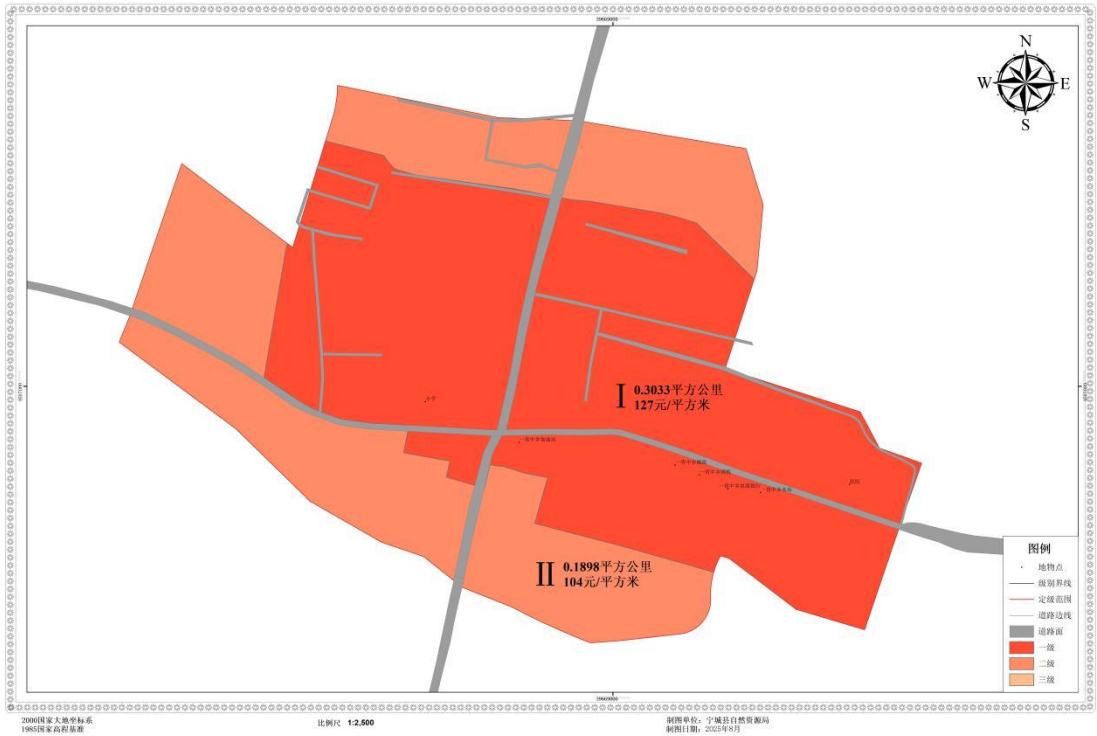 39669000
N
W
E
S
I
0.3033平方公里
127元/平方米
小学
II
0.1898平方公里
104元/平方米
图例
地物点
级别界线
定级范围
道路边线
道路面
一级
二级
三级
39669000
2000国家大地坐标系
1985国家高程基准
比例尺 1:2,500
制图单位：宁城县自然资源局
制图日期：2025年8月